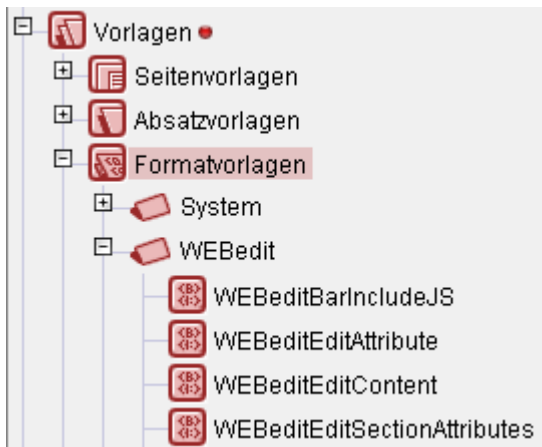 Vorlagen
Seitenvorlagen
Absatzvorlagen
Formatvorlagen
System
WEBedit
WEBeditBarIncludeJS
WEBeditEditAttribute
WEBeditEditContent
WEBeditEditSectionAttributes